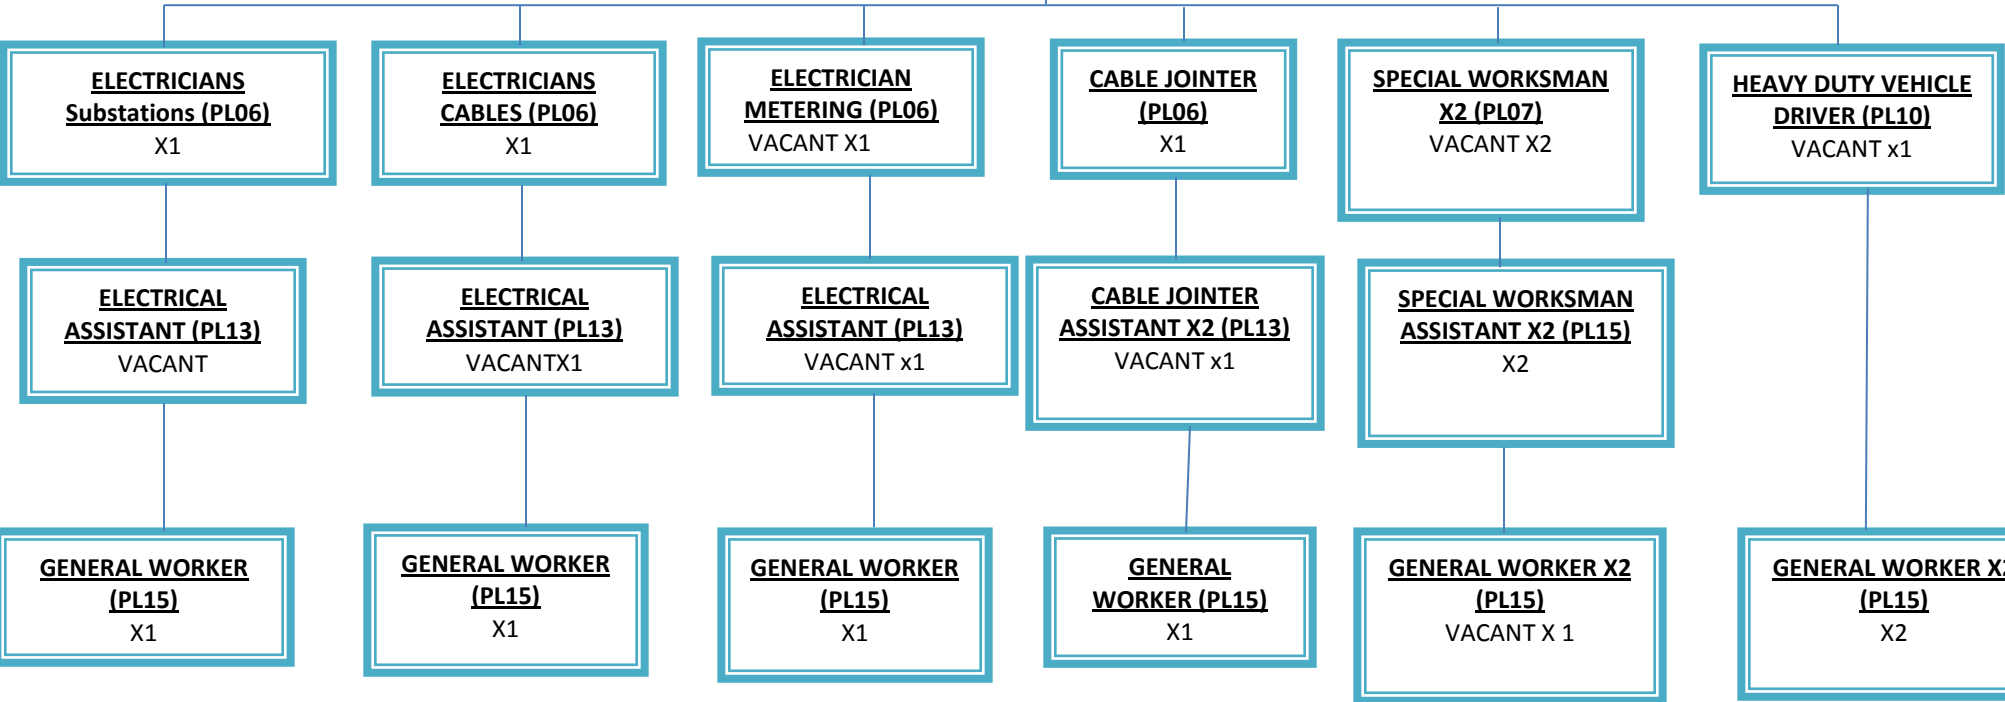 ELECTRICIANS
Substations (PL06)
X1
ELECTRICIANS
CABLES (PL06)
X1
ELECTRICIAN
METERING (PL06)
VACANT X1
CABLE JOINTER
(PL06)
X1
SPECIAL WORKSMAN
X2 (PL07)
VACANT X2
HEAVY DUTY VEHICLE
DRIVER (PL10)
VACANT x1
ELECTRICAL
ASSISTANT (PL13)
VACANT
ELECTRICAL
ASSISTANT (PL13)
VACANTX1
ELECTRICAL
ASSISTANT (PL13)
VACANT x1
CABLE JOINTER
ASSISTANT X2 (PL13)
VACANT x1
SPECIAL WORKSMAN
ASSISTANT X2 (PL15)
X2
GENERAL WORKER
(PL15)
X1
GENERAL WORKER
(PL15)
X1
GENERAL WORKER
(PL15)
X1
GENERAL
WORKER (PL15)
X1
GENERAL WORKER X2
(PL15)
VACANT X 1
GENERAL WORKER X2
(PL15)
X2